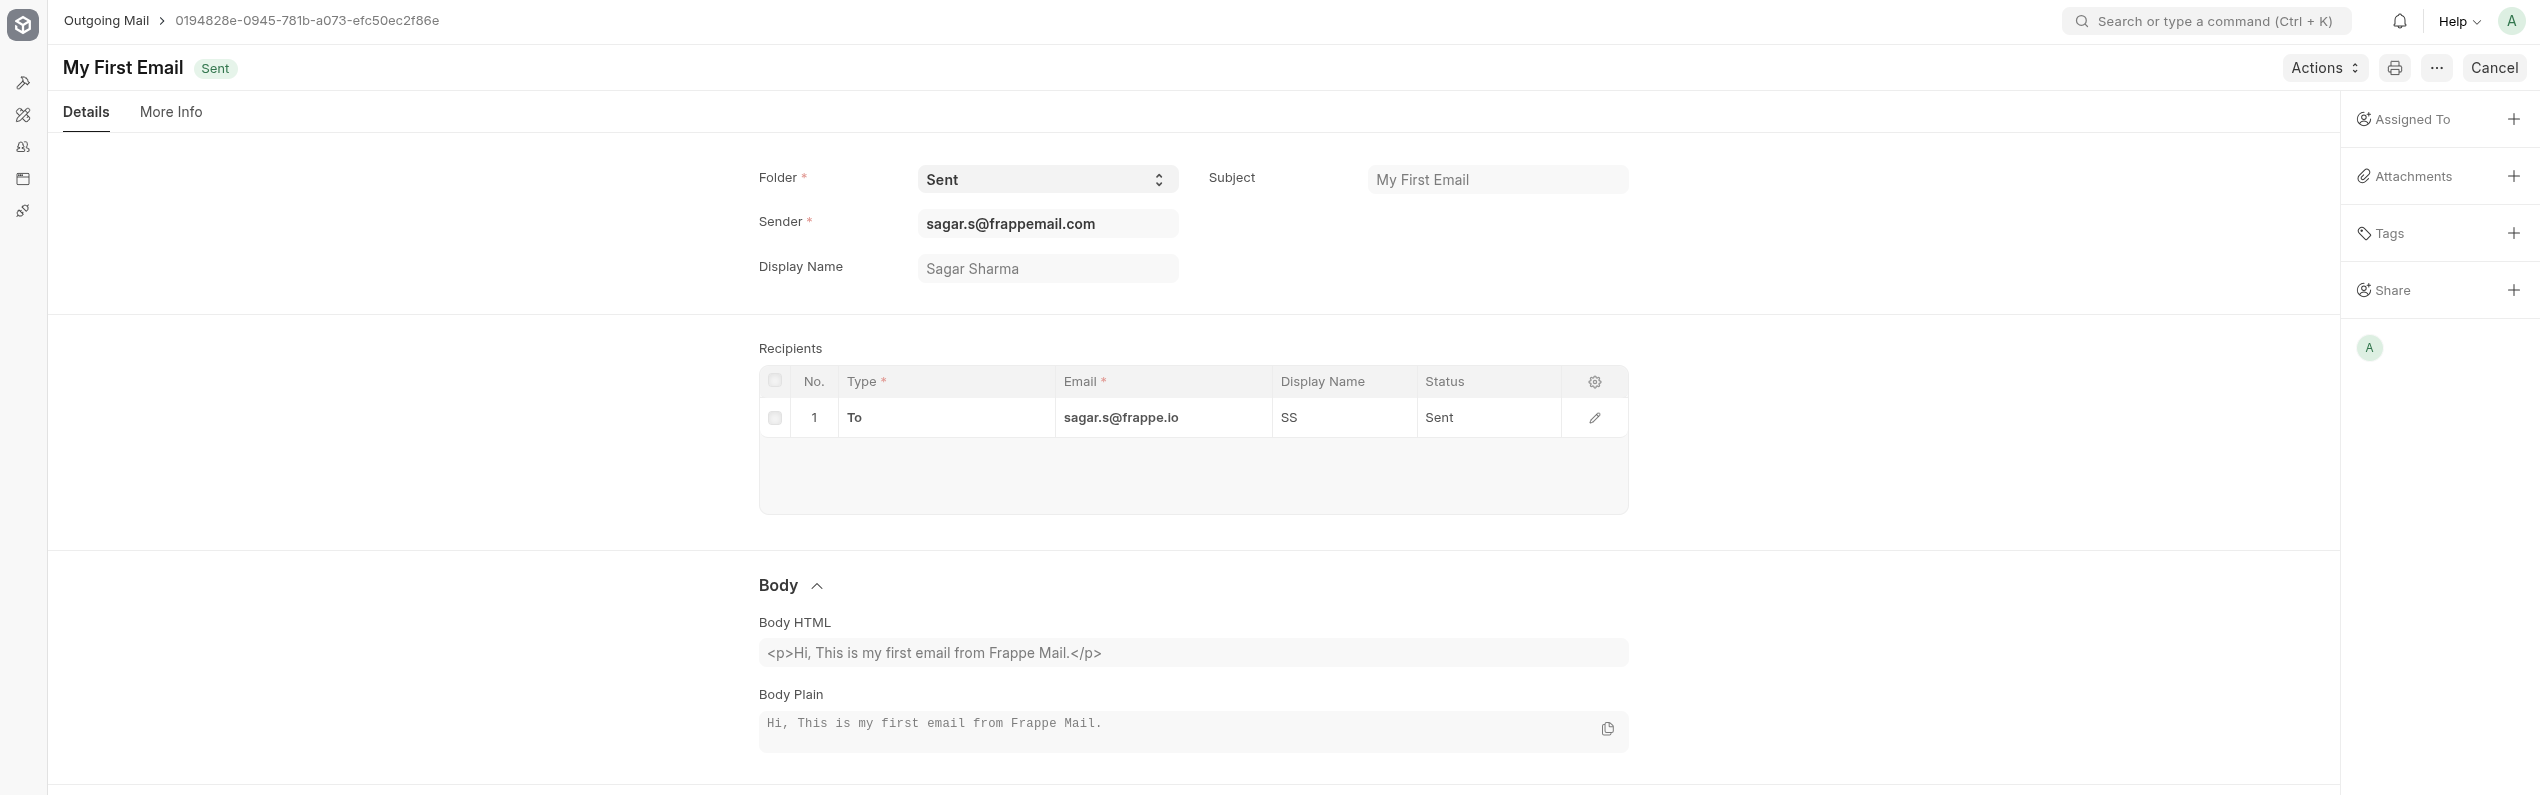 Outgoing Mail > 0194828e-0945-781b-a073-efc50ec2f86e
Search or type a command (Ctrl + K)
Help
A
My First Email Sent
Actions
... Cancel
Details More Info
Folder * Sent Subject My First Email
Sender * sagar.s@frappemail.com
Display Name Sagar Sharma
Recipients
No. Type * Email * Display Name Status
1 To sagar.s@frappe.io SS Sent
Body
Body HTML
<p>Hi, This is my first email from Frappe Mail.</p>
Body Plain
Hi, This is my first email from Frappe Mail.
Assigned To +
Attachments +
Tags +
Share +
A